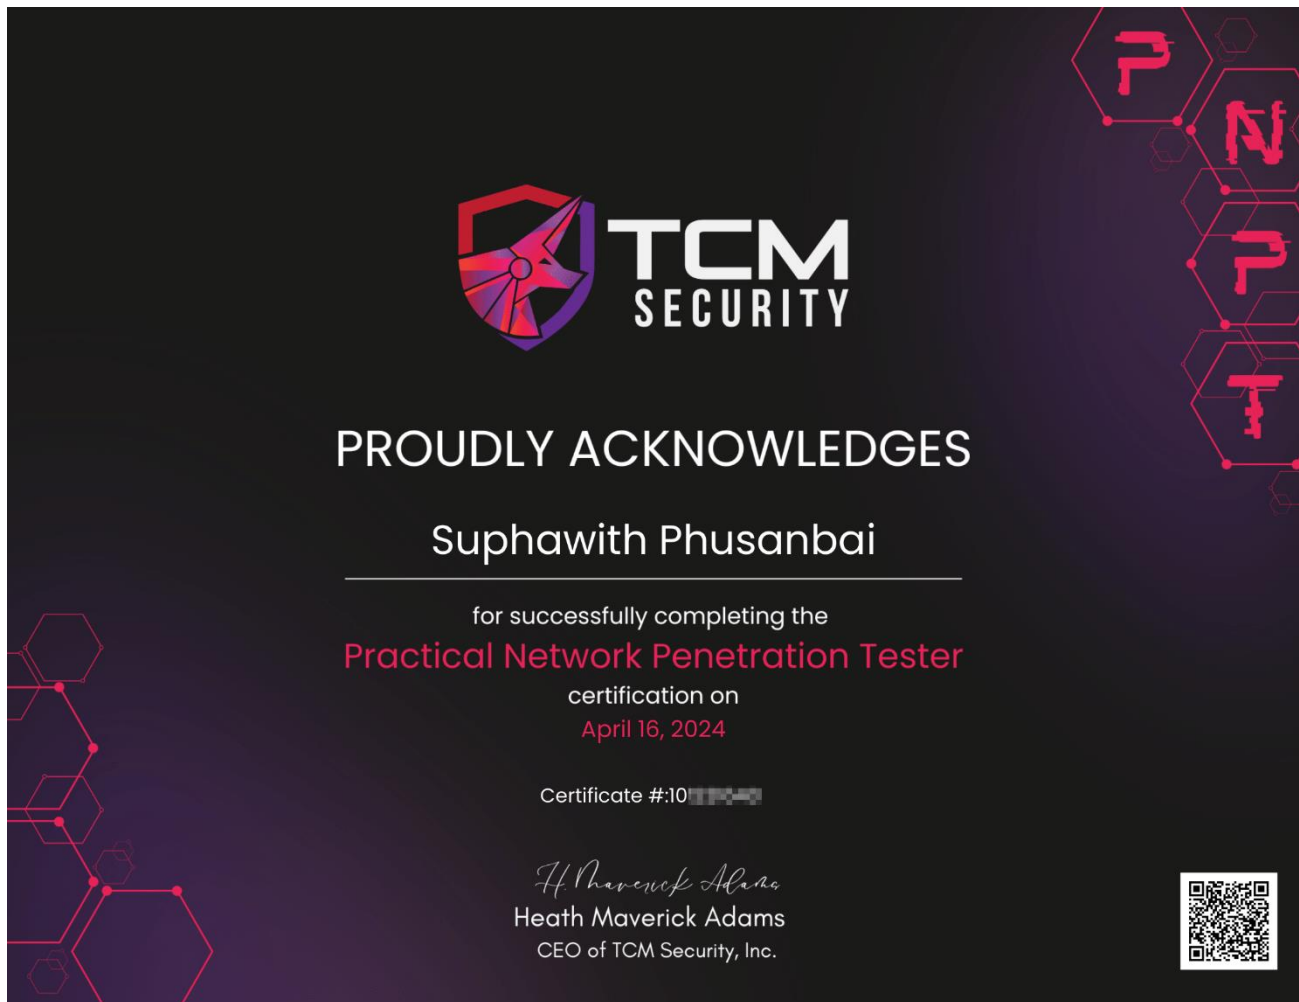 P
N
P
T
TCM
SECURITY
PROUDLY ACKNOWLEDGES
Suphawith Phusanbai
for successfully completing the
Practical Network Penetration Tester
certification on
April 16, 2024
Certificate #:10
H. Maverick Adams
Heath Maverick Adams
CEO of TCM Security, Inc.